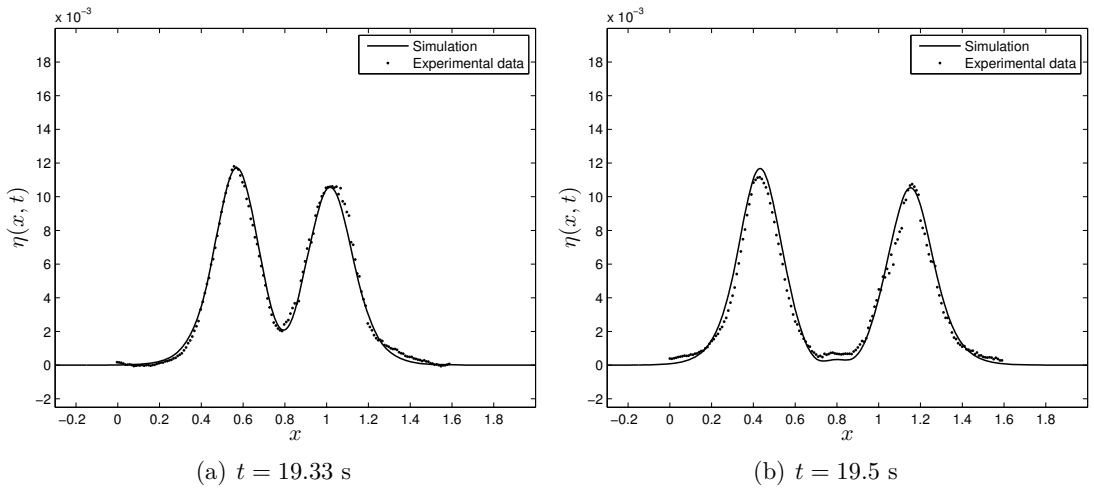 x 10⁻³
Simulation
Experimental data
18
16
14
12
10
8
6
4
2
0
−2
η(x, t)
−0.2 0 0.2 0.4 0.6 0.8 1 1.2 1.4 1.6 1.8
x
(a) t = 19.33 s
x 10⁻³
Simulation
Experimental data
18
16
14
12
10
8
6
4
2
0
−2
η(x, t)
−0.2 0 0.2 0.4 0.6 0.8 1 1.2 1.4 1.6 1.8
x
(b) t = 19.5 s